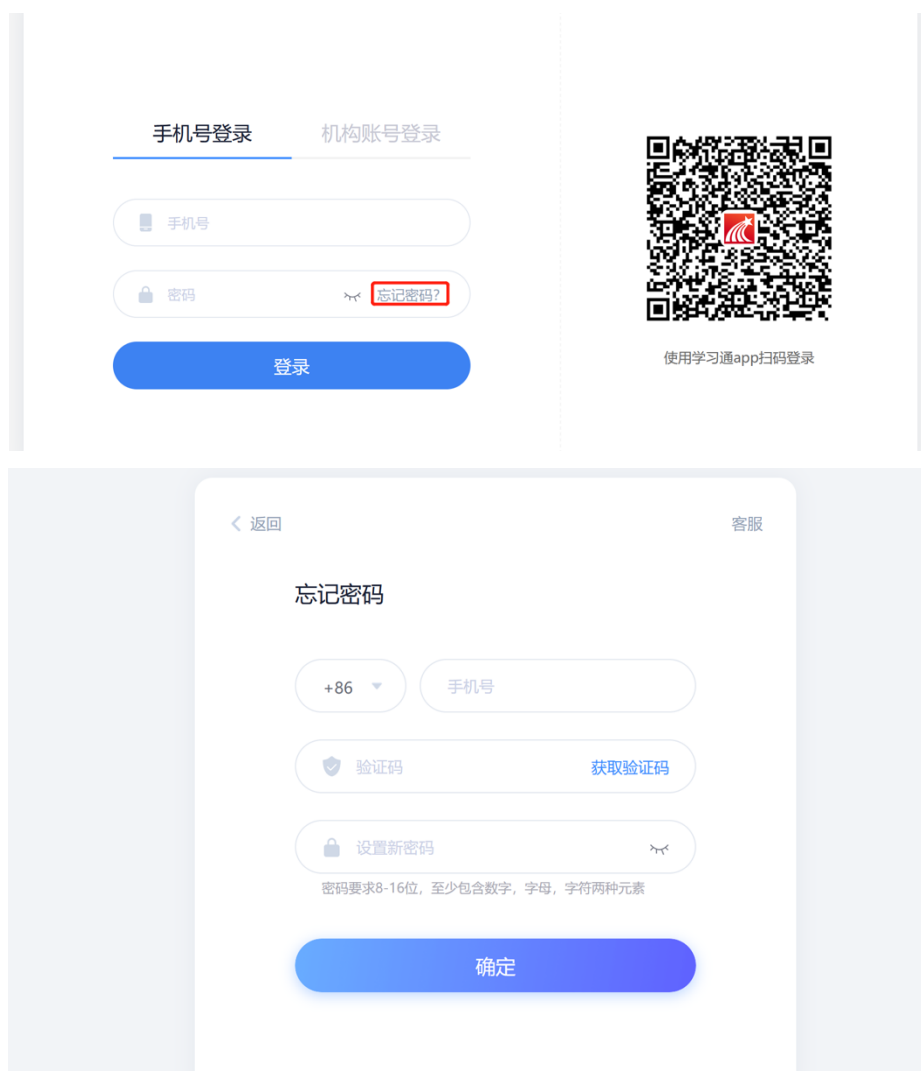 手机号登录 机构账号登录
手机号
密码 忘记密码?
登录
使用学习通app扫码登录
返回 客服
忘记密码
+86 手机号
验证码 获取验证码
设置新密码
密码要求8-16位，至少包含数字，字母，字符两种元素
确定